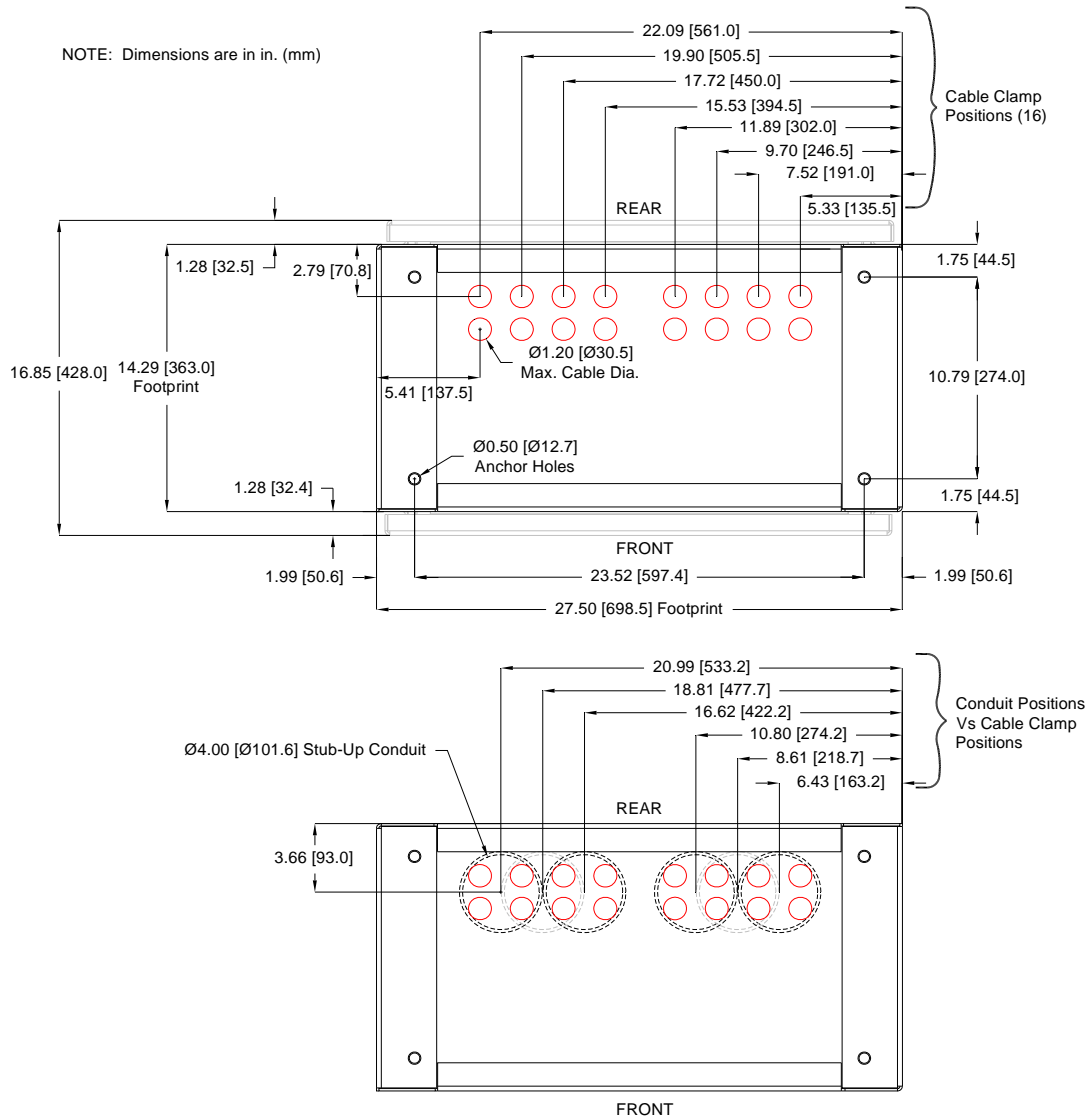 22.09 [561.0]
NOTE: Dimensions are in in. (mm)
19.90 [505.5]
17.72 [450.0]
Cable Clamp
Positions (16)
15.53 [394.5]
11.89 [302.0]
9.70 [246.5]
7.52 [191.0]
REAR
5.33 [135.5]
1.28 [32.5]
2.79 [70.8]
1.75 [44.5]
Ø1.20 [Ø30.5]
Max. Cable Dia.
16.85 [428.0]
14.29 [363.0]
Footprint
10.79 [274.0]
5.41 [137.5]
Ø0.50 [Ø12.7]
Anchor Holes
1.28 [32.4]
1.75 [44.5]
FRONT
1.99 [50.6]
23.52 [597.4]
1.99 [50.6]
27.50 [698.5] Footprint
20.99 [533.2]
18.81 [477.7]
16.62 [422.2]
Conduit Positions
Vs Cable Clamp
Positions
10.80 [274.2]
Ø4.00 [Ø101.6] Stub-Up Conduit
8.61 [218.7]
6.43 [163.2]
REAR
3.66 [93.0]
FRONT